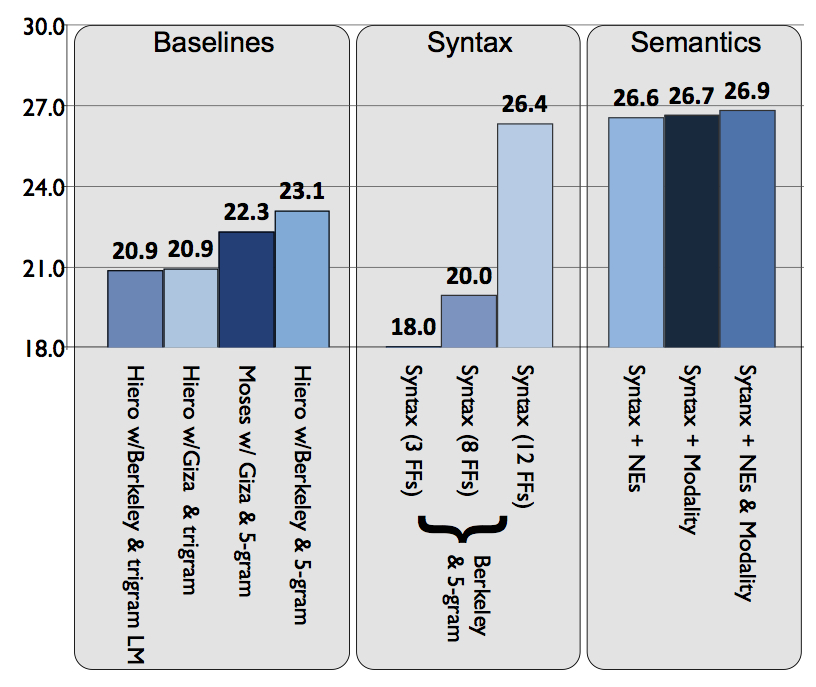 30.0
27.0
24.0
21.0
18.0
Baselines
20.9
20.9
22.3
23.1
Hiero w/Berkeley & trigram LM
Hiero w/Giza & trigram
Moses w/ Giza & 5-gram
Hiero w/Berkeley & 5-gram
Syntax
18.0
20.0
26.4
Syntax (3 FFs)
Syntax (8 FFs)
Syntax (12 FFs)
Berkeley
& 5-gram
Semantics
26.6
26.7
26.9
Syntax + NEs
Syntax + Modality
Sytanx + NEs & Modality